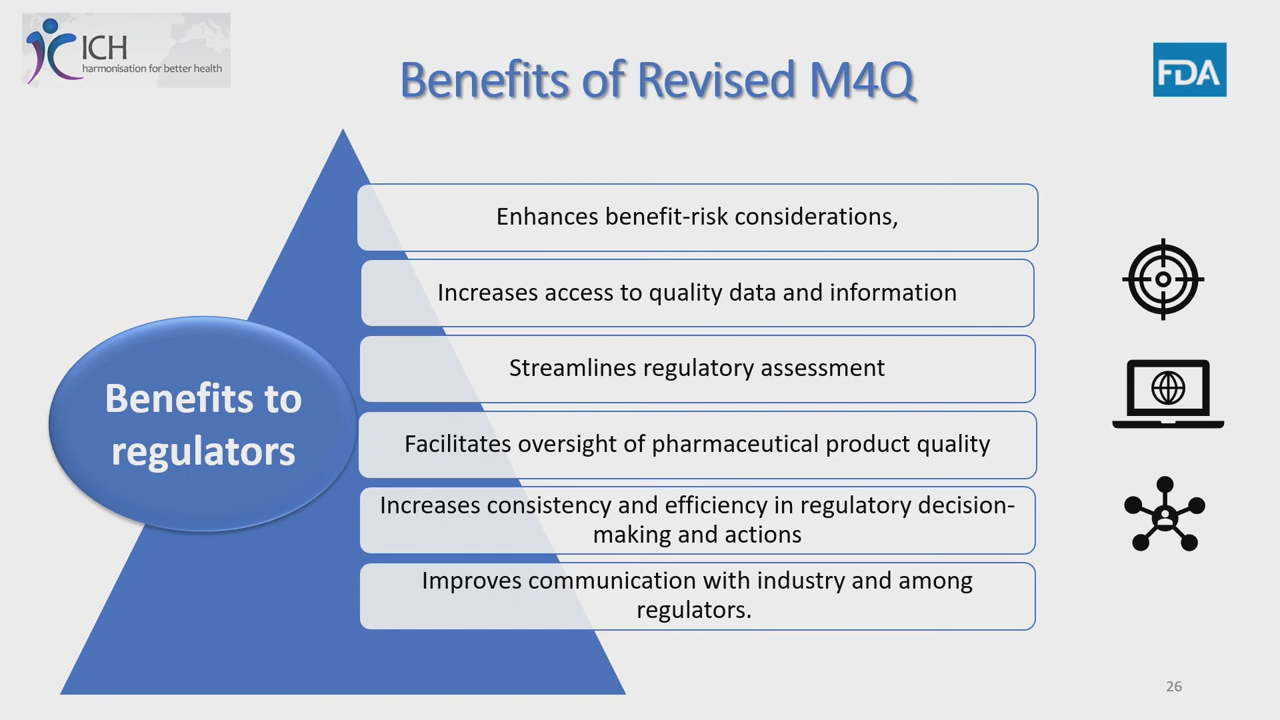 ICH
harmonisation for better health
Benefits of Revised M4Q
FDA
Benefits to
regulators
Enhances benefit-risk considerations,
Increases access to quality data and information
Streamlines regulatory assessment
Facilitates oversight of pharmaceutical product quality
Increases consistency and efficiency in regulatory decision-
making and actions
Improves communication with industry and among
regulators.
26